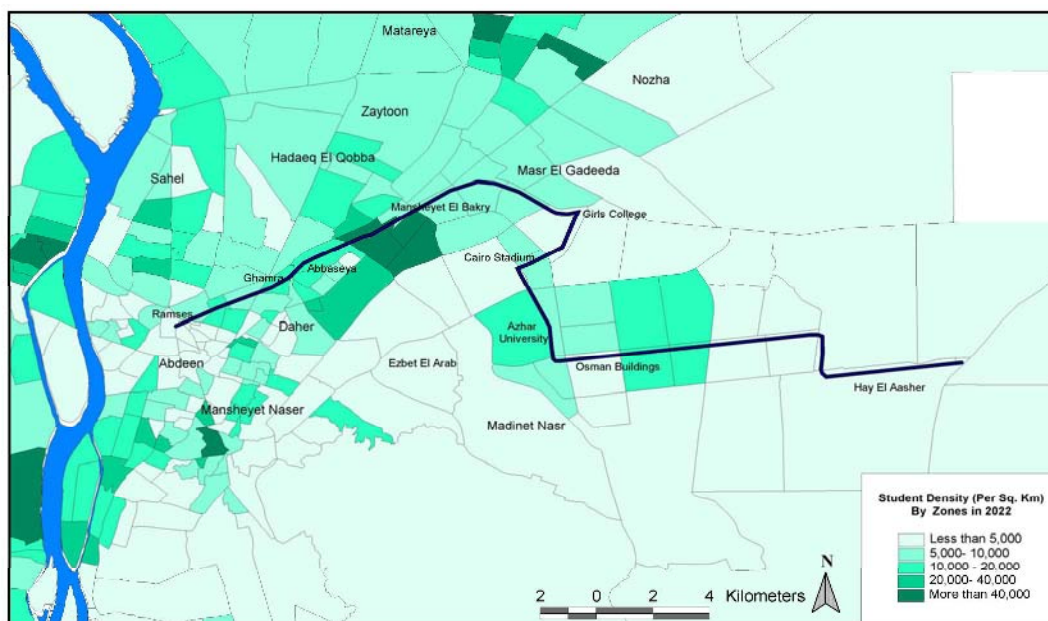 Matareya
Nozha
Zaytoon
Hadaeq El Qobba
Masr El Gadeeda
Sahel
Mansheyet El Bakry
Girls College
Cairo Stadium
Ghamra
Abbaseya
Ramses
Daher
Azhar
University
Abdeen
Ezbet El Arab
Osman Buildings
Hay El Aasher
Mansheyet Naser
Madinet Nasr
Student Density (Per Sq. Km)
By Zones in 2022
Less than 5,000
5,000- 10,000
10,000 - 20,000
20,000- 40,000
More than 40,000
N
2 0 2 4 Kilometers